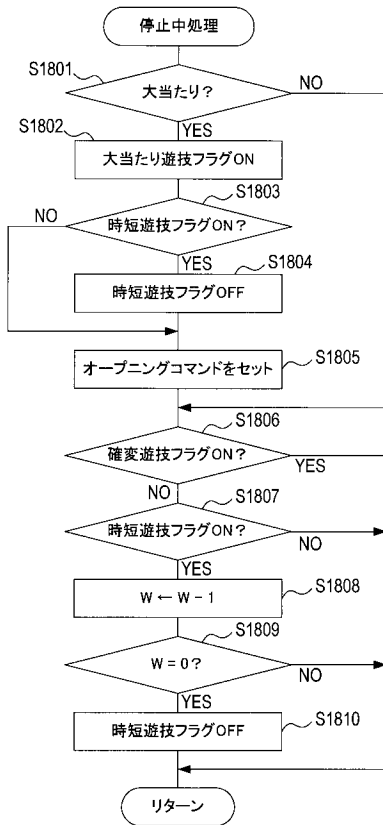 停止中処理
S1801
大当たり？
NO
YES
S1802
大当たり遊技フラグON
S1803
NO
時短遊技フラグON？
YES
S1804
時短遊技フラグOFF
オープニングコマンドをセット
S1805
S1806
確変遊技フラグON？
YES
NO
S1807
時短遊技フラグON？
NO
YES
W ← W - 1
S1808
S1809
W = 0？
NO
YES
時短遊技フラグOFF
S1810
リターン